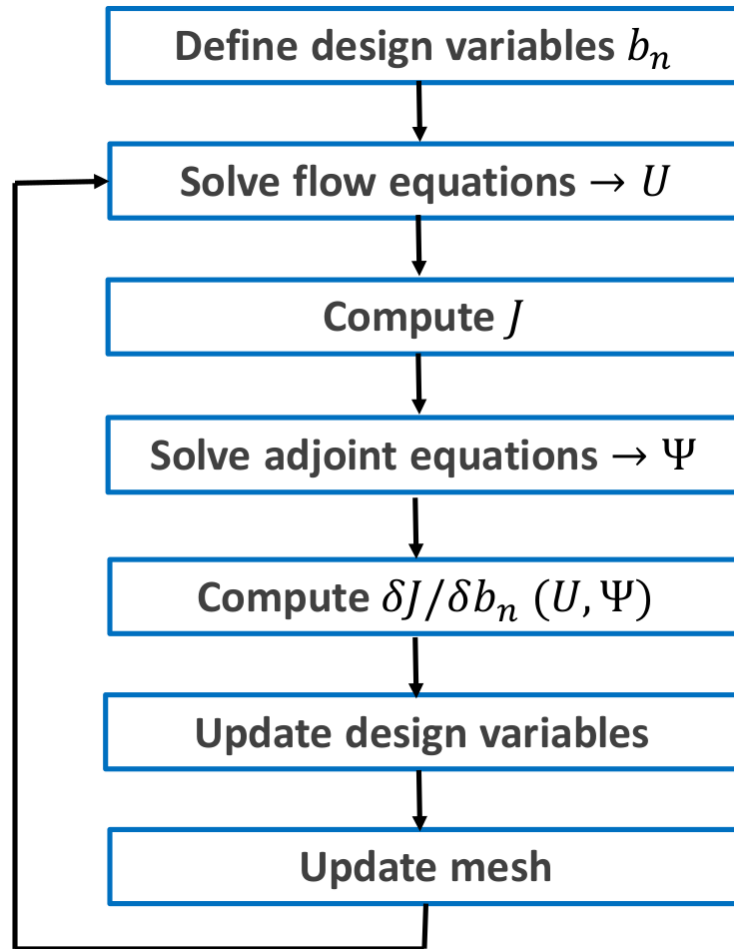 Define design variables bₙ
Solve flow equations → U
Compute J
Solve adjoint equations → Ψ
Compute δJ/δbₙ (U, Ψ)
Update design variables
Update mesh